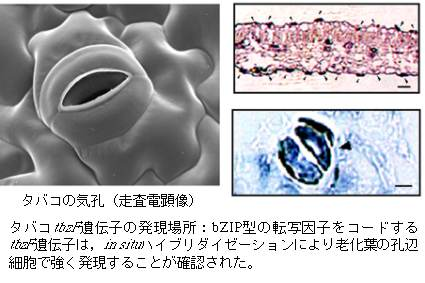 タバコの気孔（走査電顕像）
タバコtbzF遺伝子の発現場所：bZIP型の転写因子をコードする
tbzF遺伝子は，in situハイブリダイゼーションにより老化葉の孔辺
細胞で強く発現することが確認された。